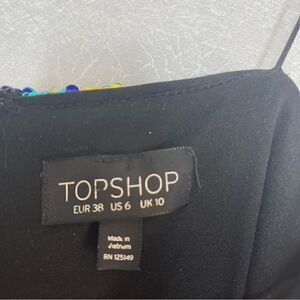 TOPSHOP
EUR 38 US 6 UK 10
Made in
Vietnam
RN 125149